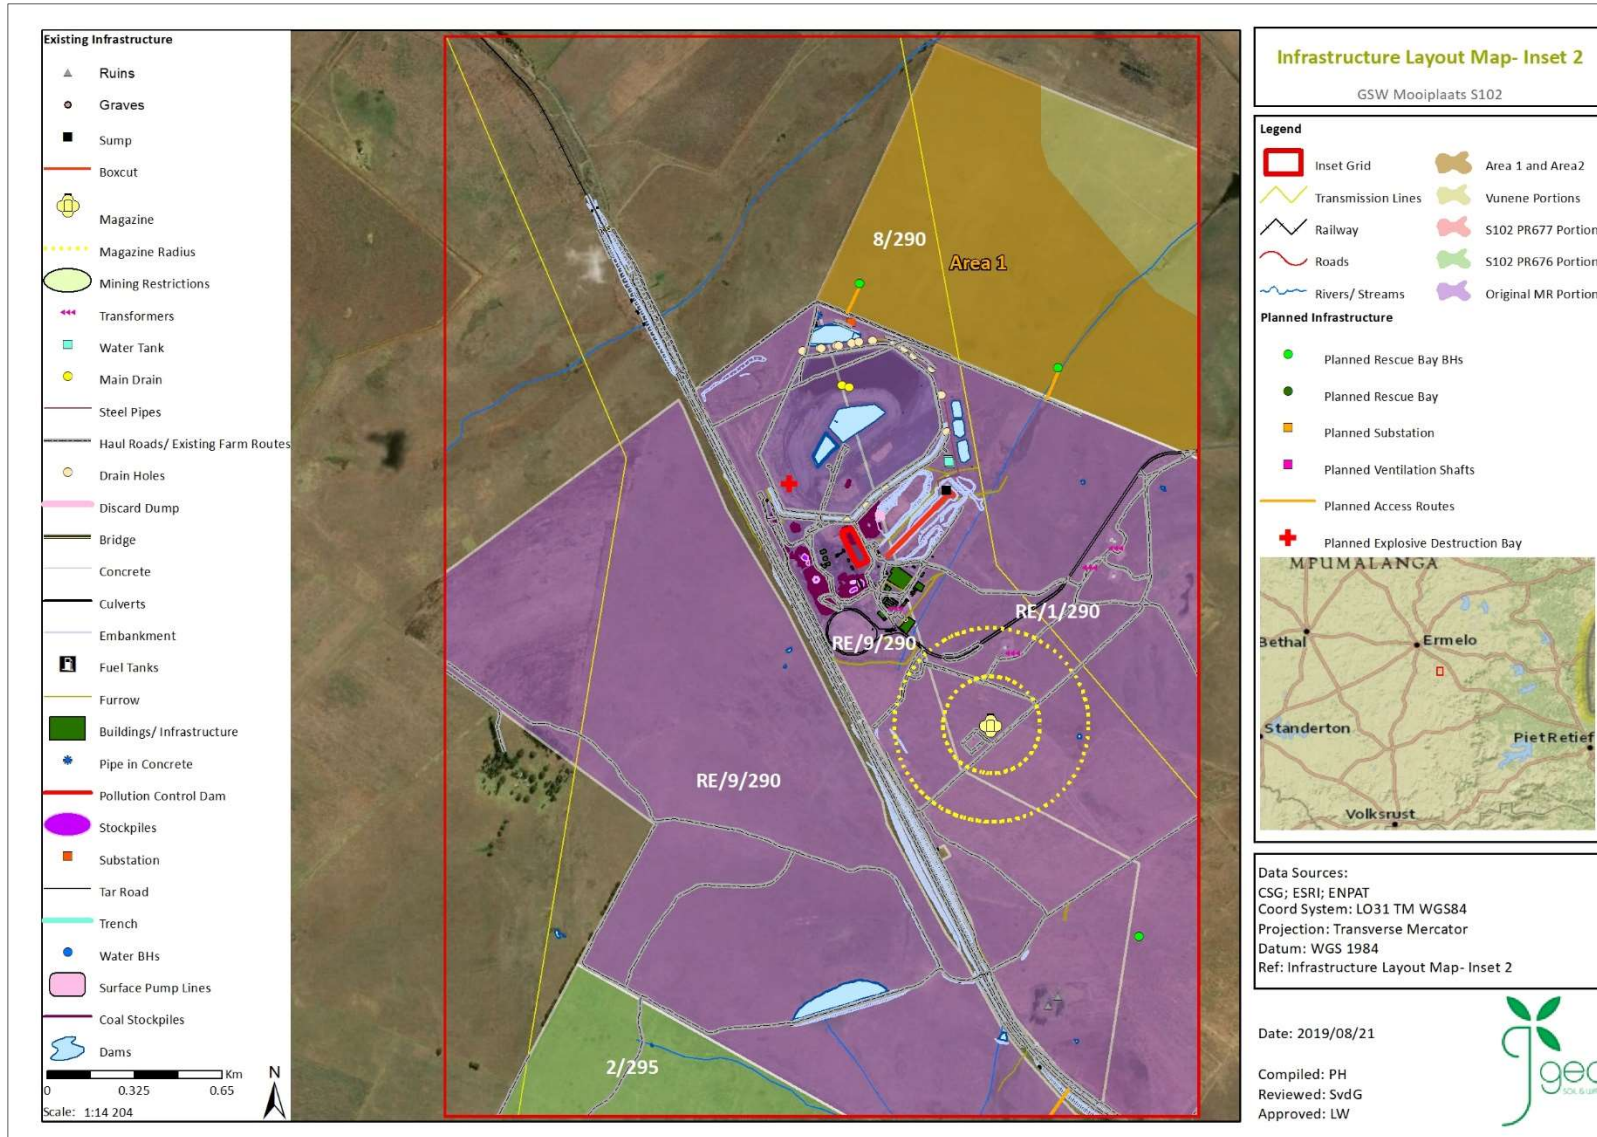 Existing Infrastructure
Ruins
Graves
Sump
Boxcut
Magazine
Magazine Radius
Mining Restrictions
Transformers
Water Tank
Main Drain
Steel Pipes
Haul Roads/ Existing Farm Routes
Drain Holes
Discard Dump
Bridge
Concrete
Culverts
Embankment
Fuel Tanks
Furrow
Buildings/ Infrastructure
Pipe in Concrete
Pollution Control Dam
Stockpiles
Substation
Tar Road
Trench
Water BHs
Surface Pump Lines
Coal Stockpiles
Dams
Km
0 0.325 0.65
Scale: 1:14 204
N
8/290
Area 1
RE/1/290
RE/9/290
RE/9/290
2/295
Infrastructure Layout Map- Inset 2
GSW Mooiplaats S102
Legend
Inset Grid
Transmission Lines
Railway
Roads
Rivers/ Streams
Area 1 and Area2
Vunene Portions
S102 PR677 Portion
S102 PR676 Portion
Original MR Portion
Planned Infrastructure
Planned Rescue Bay BHs
Planned Rescue Bay
Planned Substation
Planned Ventilation Shafts
Planned Access Routes
Planned Explosive Destruction Bay
MPUMALANGA
Bethal
Ermelo
Standerton
Piet Retief
Volksrust
Data Sources:
CSG; ESRI; ENPAT
Coord System: LO31 TM WGS84
Projection: Transverse Mercator
Datum: WGS 1984
Ref: Infrastructure Layout Map- Inset 2
Date: 2019/08/21
Compiled: PH
Reviewed: SvdG
Approved: LW
geo